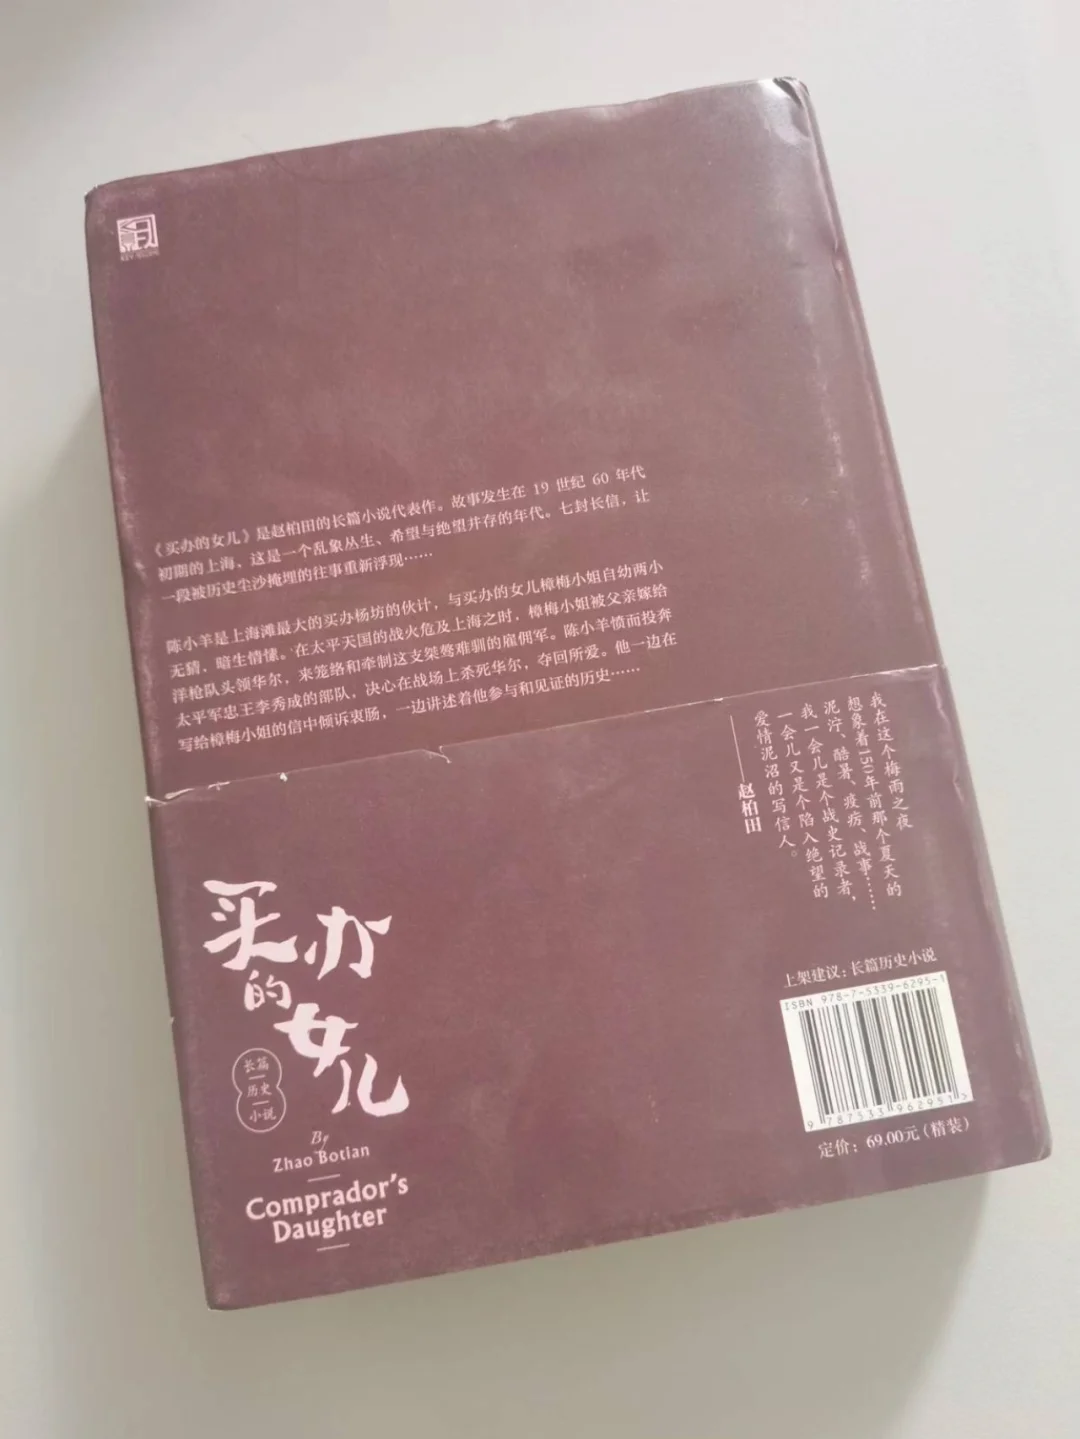 《买办的女儿》是赵柏田的长篇小说代表作。故事发生在 19 世纪 60 年代
初期的上海，这是一个乱象丛生、希望与绝望并存的年代。七封长信，让
一段被历史尘沙掩埋的往事重新浮现……
陈小羊是上海滩最大的买办杨坊的伙计，与买办的女儿樟梅小姐自幼两小
无猜，暗生情愫。在太平天国的战火危及上海之时，樟梅小姐被父亲嫁给
洋枪队头领华尔，来笼络和牵制这支桀骜难驯的雇佣军。陈小羊愤而投奔
太平军忠王李秀成的部队，决心在战场上杀死华尔，夺回所爱。他一边在
写给樟梅小姐的信中倾诉衷肠，一边讲述着他参与和见证的历史……
我在这个梅雨之夜
想象着150年前那个夏天的
泥泞、酷暑、疫疠、战事……
我一会儿是个战史记录者，
一会儿又是个陷入绝望的
爱情泥沼的写信人。
——赵柏田
买办
的女儿
长篇
历史
小说
By
Zhao Botian
Comprador's
Daughter
上架建议：长篇历史小说
ISBN 978-7-5339-6295-1
9 787533 962951>
定价：69.00元（精装）